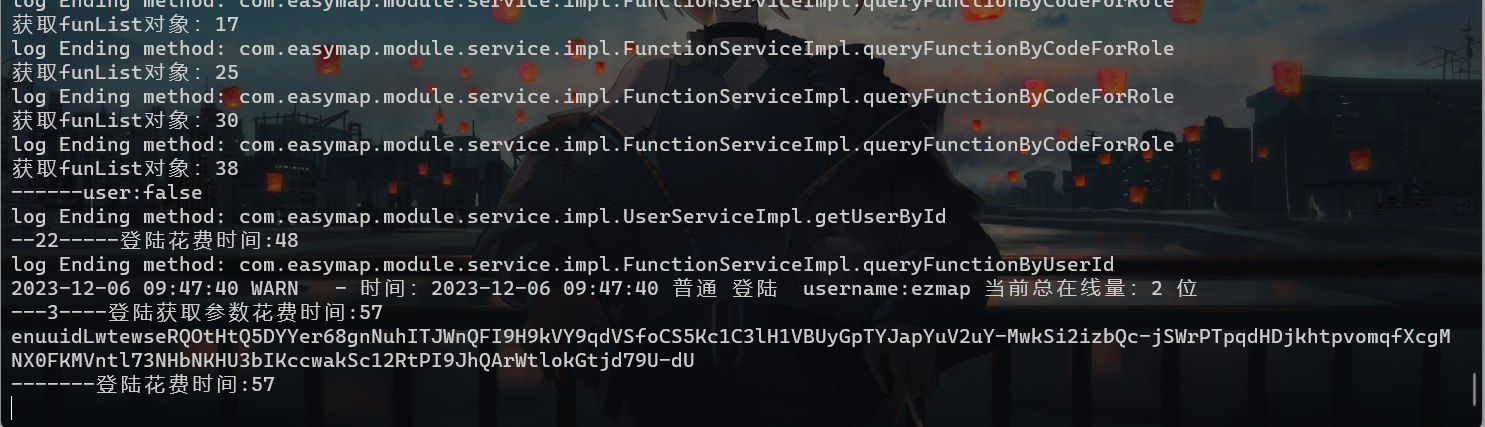 log Ending method: com.easymap.module.service.impl.FunctionServiceImpl.queryFunctionByCodeForRole
获取funList对象: 17
log Ending method: com.easymap.module.service.impl.FunctionServiceImpl.queryFunctionByCodeForRole
获取funList对象: 25
log Ending method: com.easymap.module.service.impl.FunctionServiceImpl.queryFunctionByCodeForRole
获取funList对象: 30
log Ending method: com.easymap.module.service.impl.FunctionServiceImpl.queryFunctionByCodeForRole
获取funList对象: 38
------user:false
log Ending method: com.easymap.module.service.impl.UserServiceImpl.getUserById
--22-----登陆花费时间:48
log Ending method: com.easymap.module.service.impl.FunctionServiceImpl.queryFunctionByUserId
2023-12-06 09:47:40 WARN  - 时间: 2023-12-06 09:47:40 普通 登陆  username:ezmap 当前总在线量: 2 位
---3----登陆获取参数花费时间:57
enuuidLwtewseRQOtHtQ5DYYer68gnNuhITJWnQFI9H9kVY9qdVSfoCS5Kc1C3lH1VBUyGpTYJapYuV2uY-MwkSi2izbQc-jSWrPTpqdHDjkhtpvomqfXcgM
NX0FKMVntl73NHbNKHU3bIKccwakSc12RtPI9JhQArWtlokGtjd79U-dU
-------登陆花费时间:57